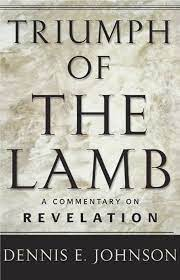 TRIUMPH
OF
THE
LAMB
A COMMENTARY ON
REVELATION
DENNIS E. JOHNSON